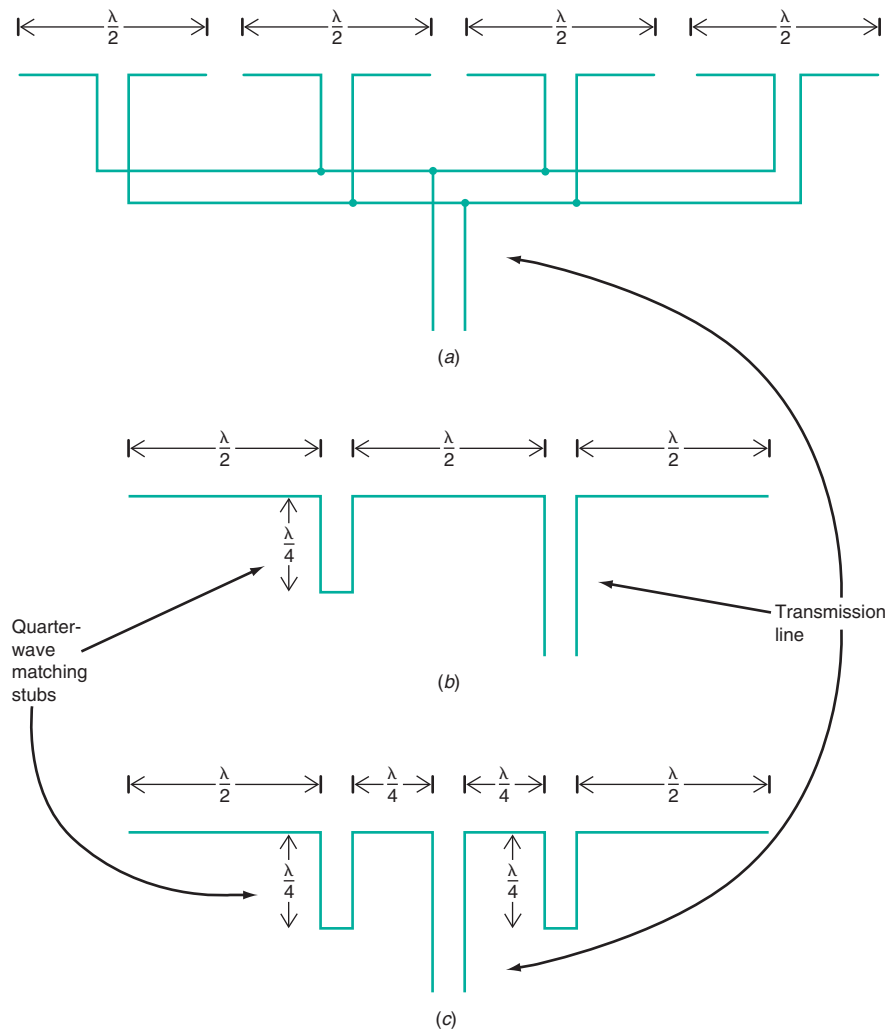 λ/2 λ/2 λ/2 λ/2
(a)
λ/2 λ/2 λ/2
λ/4
Quarter-
wave
matching
stubs
Transmission
line
(b)
λ/2 λ/4 λ/4 λ/2
λ/4 λ/4
(c)